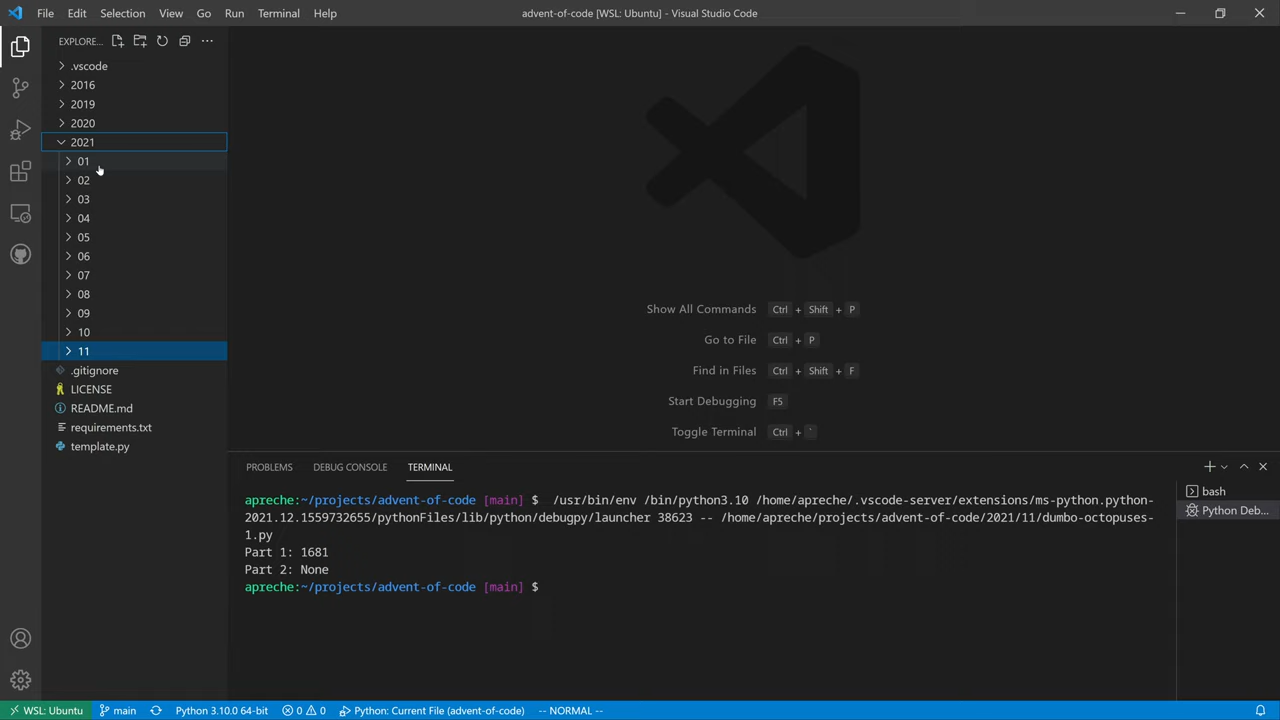 File Edit Selection View Go Run Terminal Help
advent-of-code [WSL: Ubuntu] - Visual Studio Code
EXPLORE...
.vscode
2016
2019
2020
2021
01
02
03
04
05
06
07
08
09
10
11
.gitignore
LICENSE
README.md
requirements.txt
template.py
Show All Commands Ctrl + Shift + P
Go to File Ctrl + P
Find in Files Ctrl + Shift + F
Start Debugging F5
Toggle Terminal Ctrl + `
PROBLEMS DEBUG CONSOLE TERMINAL
apreche:~/projects/advent-of-code [main] $  /usr/bin/env /bin/python3.10 /home/apreche/.vscode-server/extensions/ms-python.python-
2021.12.1559732655/pythonFiles/lib/python/debugpy/launcher 38623 -- /home/apreche/projects/advent-of-code/2021/11/dumbo-octopuses-
1.py
Part 1: 1681
Part 2: None
apreche:~/projects/advent-of-code [main] $
bash
Python Deb...
WSL: Ubuntu main Python 3.10.0 64-bit 0 0 Python: Current File (advent-of-code) -- NORMAL --